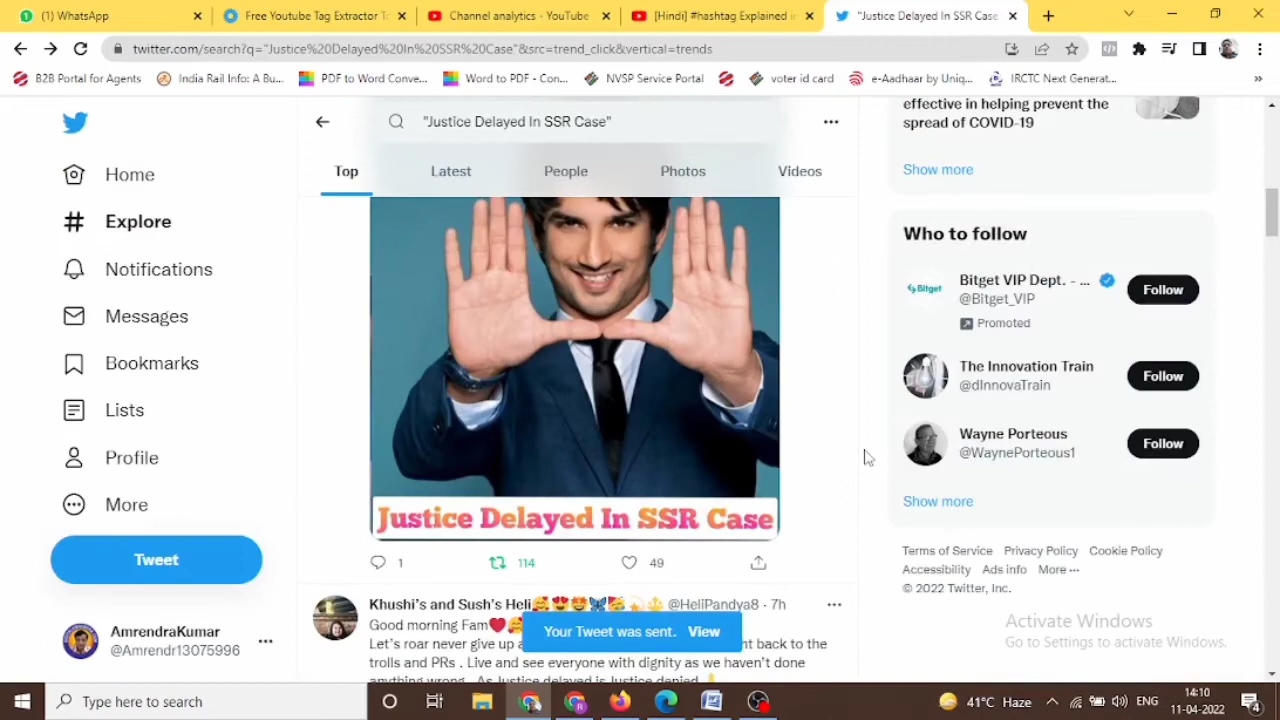 (1) WhatsApp
Free Youtube Tag Extractor T
Channel analytics - YouTube
[Hindi] #hashtag Explained i
"Justice Delayed In SSR Case"
twitter.com/search?q="Justice%20Delayed%20In%20SSR%20Case"&src=trend_click&vertical=trends
B2B Portal for Agents
India Rail Info: A Bu...
PDF to Word Conve...
Word to PDF - Con...
NVSP Service Portal
voter id card
e-Aadhaar by Uniq...
IRCTC Next Generat...
"Justice Delayed In SSR Case"
Top
Latest
People
Photos
Videos
Home
Explore
Notifications
Messages
Bookmarks
Lists
Profile
More
Tweet
AmrendraKumar
@Amrendr13075996
Justice Delayed In SSR Case
1
114
49
Khushi's and Sush's Heli🥰😍🤩🦋🥰💫🔱 @HeliPandya8 · 7h
Good morning Fam❤️🥰
Let's roar never give up a
nt back to the
trolls and PRs . Live and see everyone with dignity as we haven't done
anything wrong . As Justice delayed is Justice denied
Your Tweet was sent. View
effective in helping prevent the
spread of COVID-19
Show more
Who to follow
Bitget VIP Dept. - ...
@Bitget_VIP
Promoted
Follow
The Innovation Train
@dInnovaTrain
Follow
Wayne Porteous
@WaynePorteous1
Follow
Show more
Terms of Service Privacy Policy Cookie Policy
Accessibility Ads info More ···
© 2022 Twitter, Inc.
Activate Windows
Go to Settings to activate Windows.
Type here to search
41°C Haze
ENG
14:10
11-04-2022
4